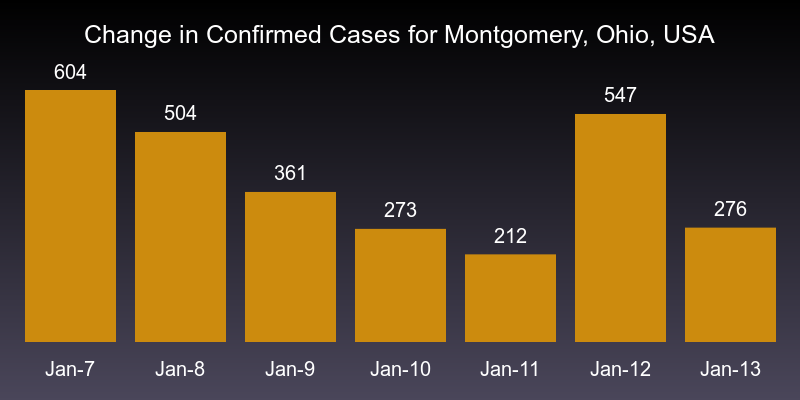 Change in Confirmed Cases for Montgomery, Ohio, USA
604
504
361
273
212
547
276
Jan-7
Jan-8
Jan-9
Jan-10
Jan-11
Jan-12
Jan-13